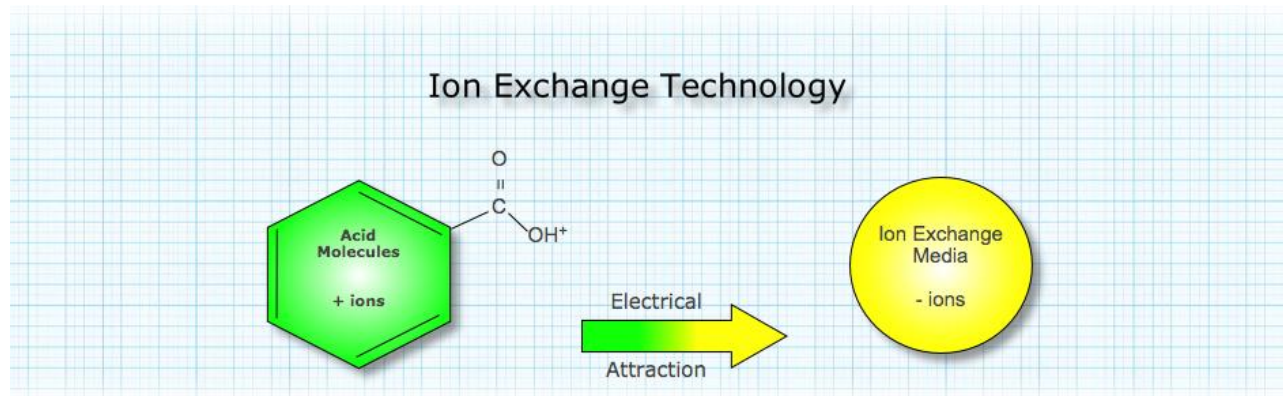 Ion Exchange Technology
O
=
C
OH⁺
Acid
Molecules
+ ions
Electrical
Attraction
Ion Exchange
Media
- ions